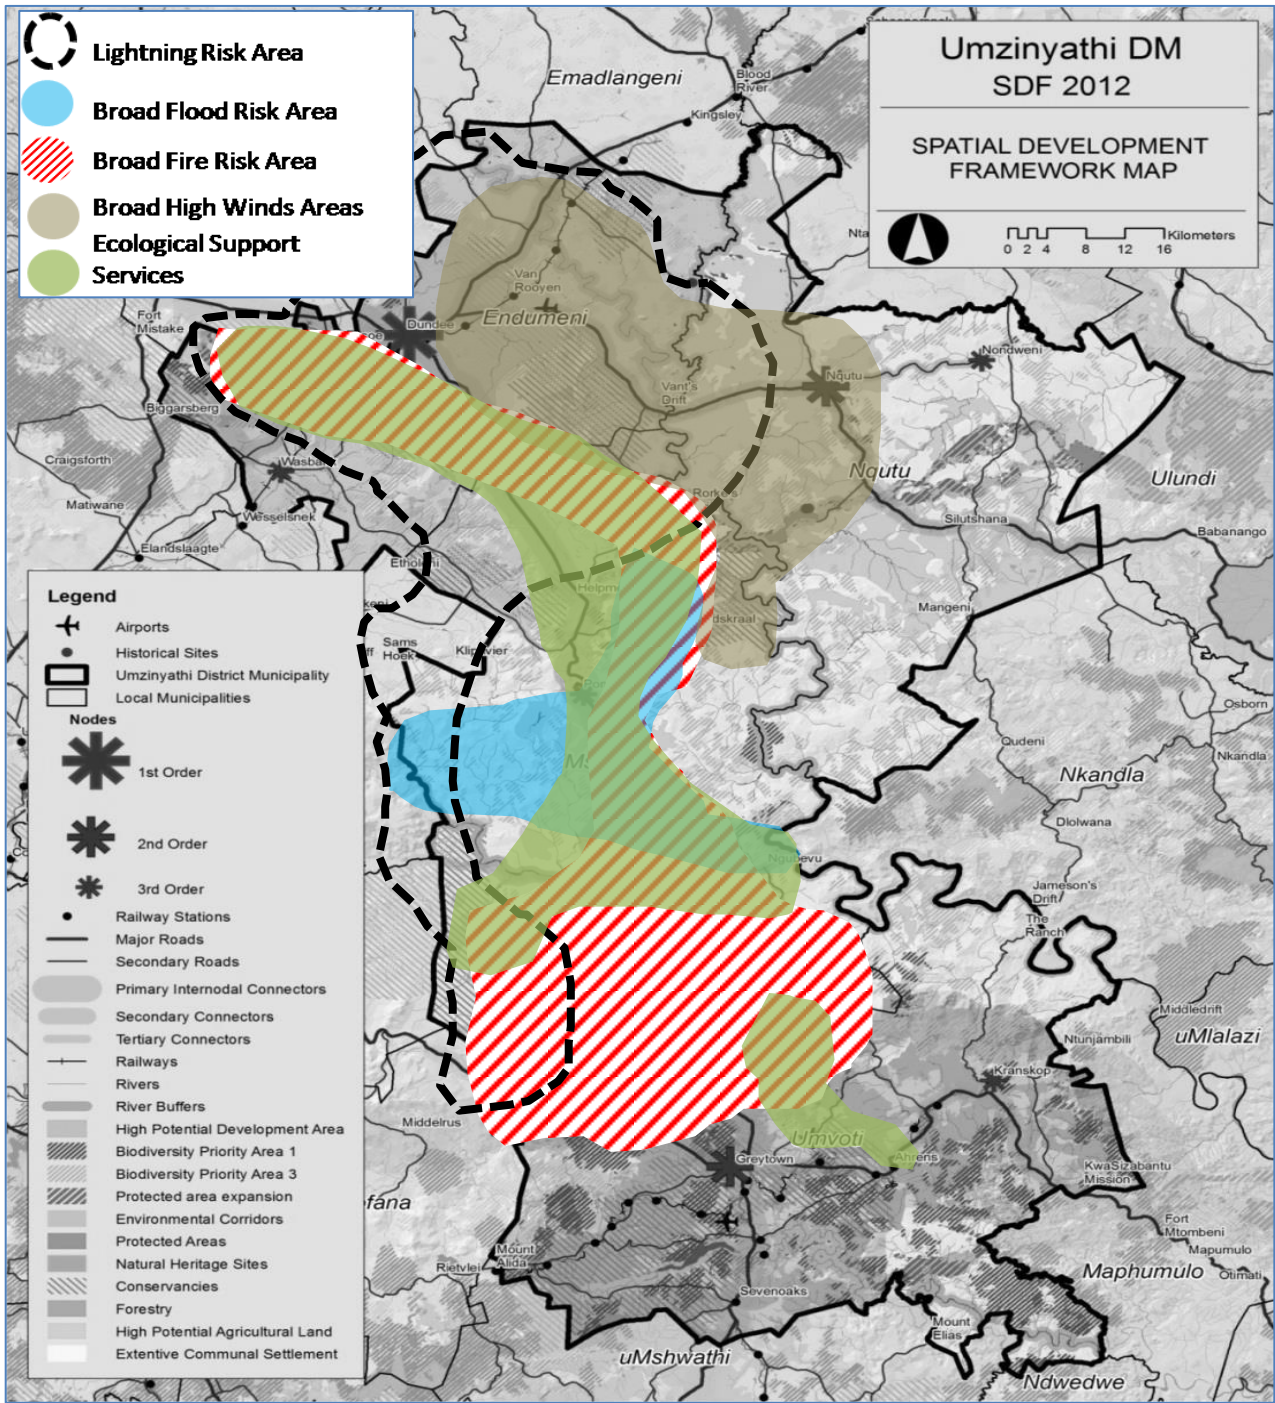 Lightning Risk Area
Broad Flood Risk Area
Broad Fire Risk Area
Broad High Winds Areas
Ecological Support
Services
Umzinyathi DM
SDF 2012
SPATIAL DEVELOPMENT
FRAMEWORK MAP
0 2 4 8 12 16 Kilometers
Emadlangeni
Blood
River
Kingsley
Nta
Van
Rooyen
Endumeni
Fort
Mistake
Dundee
Nondweni
Nqutu
Vant's
Drift
Biggarsberg
Craigsforth
Nqutu
Ulundi
Matiwane
Wesselsnek
Silutshana
Babanango
Elandslaagte
Mangeni
dskraal
Sams
Hoek
Osborn
Qudeni
Nkandla
Nkandla
Dlolwana
Ngubevu
Jameson's
Drift
The
Ranch
Middledrift
Ntunjambili
uMlalazi
Kranskop
Middelrus
Umvoti
Greytown
Ahrens
KwaSizabantu
Mission
efana
Fort
Mtombeni
Mapumulo
Mount
Alida
Rietvlei
Maphumulo
Otimati
Sevenoaks
Mount
Elias
uMshwathi
Ndwedwe
Legend
Airports
Historical Sites
Umzinyathi District Municipality
Local Municipalities
Nodes
1st Order
2nd Order
3rd Order
Railway Stations
Major Roads
Secondary Roads
Primary Internodal Connectors
Secondary Connectors
Tertiary Connectors
Railways
Rivers
River Buffers
High Potential Development Area
Biodiversity Priority Area 1
Biodiversity Priority Area 3
Protected area expansion
Environmental Corridors
Protected Areas
Natural Heritage Sites
Conservancies
Forestry
High Potential Agricultural Land
Extentive Communal Settlement